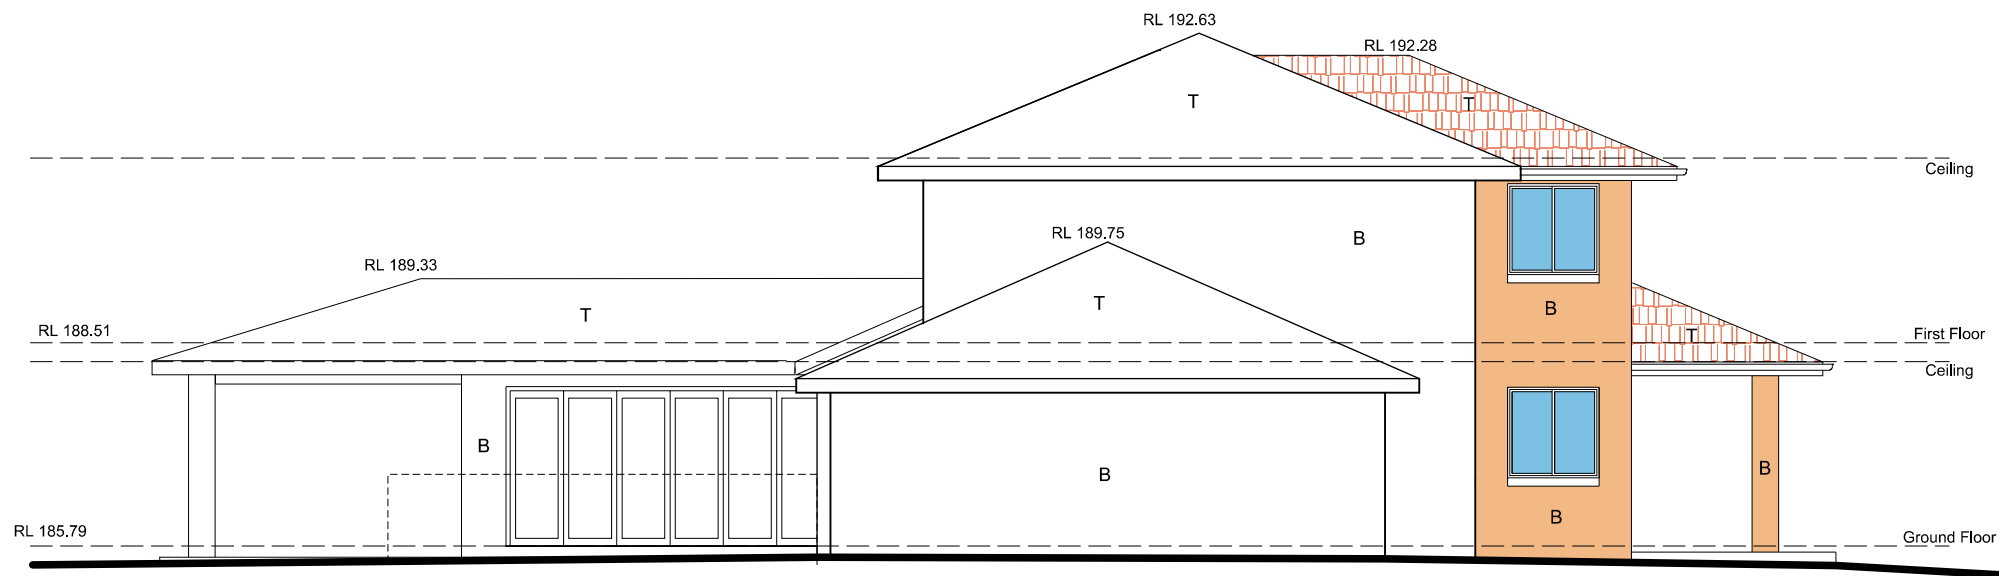 RL 192.63
RL 192.28
T
T
Ceiling
RL 189.75
B
RL 189.33
T
T
B
RL 188.51
First Floor
T
Ceiling
B
B
B
B
RL 185.79
Ground Floor